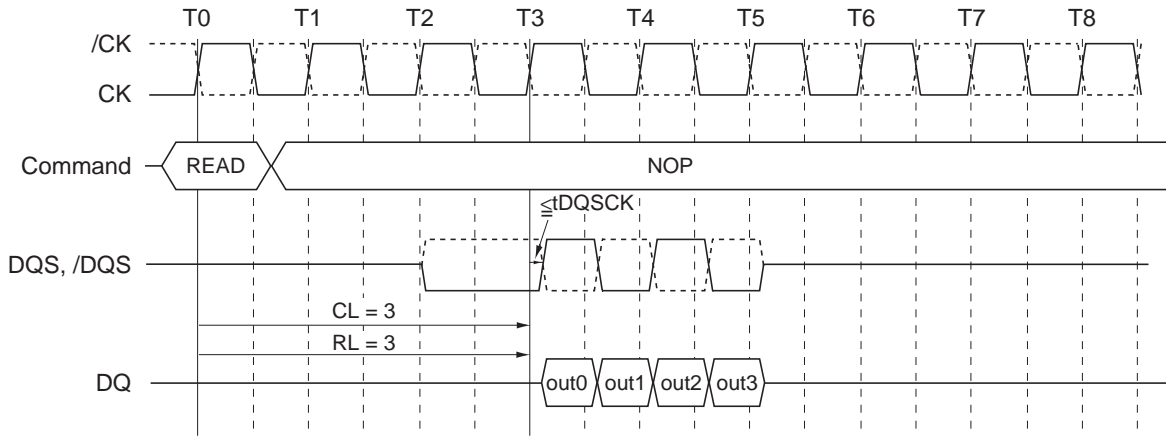 T0 T1 T2 T3 T4 T5 T6 T7 T8
/CK
CK
Command READ NOP
≦tDQSCK
DQS, /DQS
CL = 3
RL = 3
DQ out0 out1 out2 out3